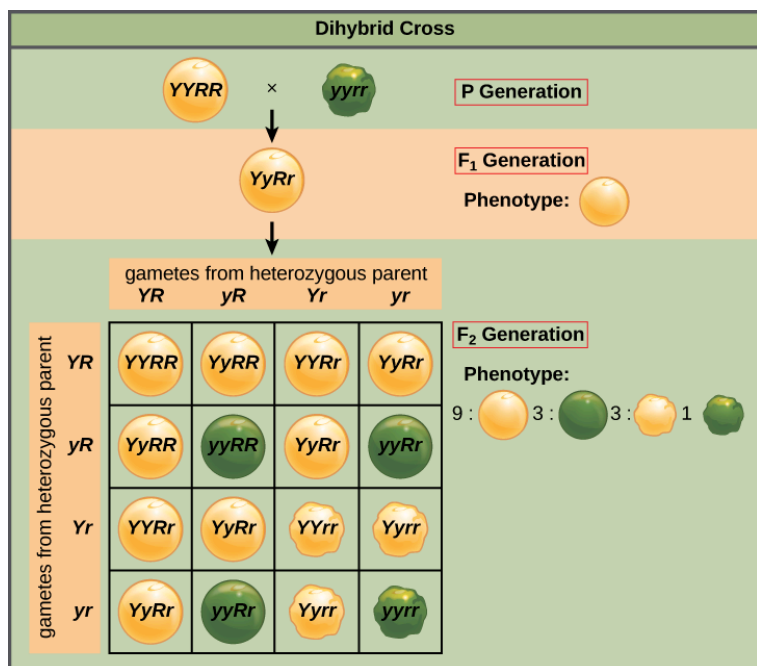 Dihybrid Cross
YYRR × yyrr
P Generation
YyRr
F₁ Generation
Phenotype:
gametes from heterozygous parent
YR yR Yr yr
gametes from heterozygous parent
YR YYRR YyRR YYRr YyRr
yR YyRR yyRR YyRr yyRr
Yr YYRr YyRr YYrr Yyrr
yr YyRr yyRr Yyrr yyrr
F₂ Generation
Phenotype:
9 : 3 : 3 : 1